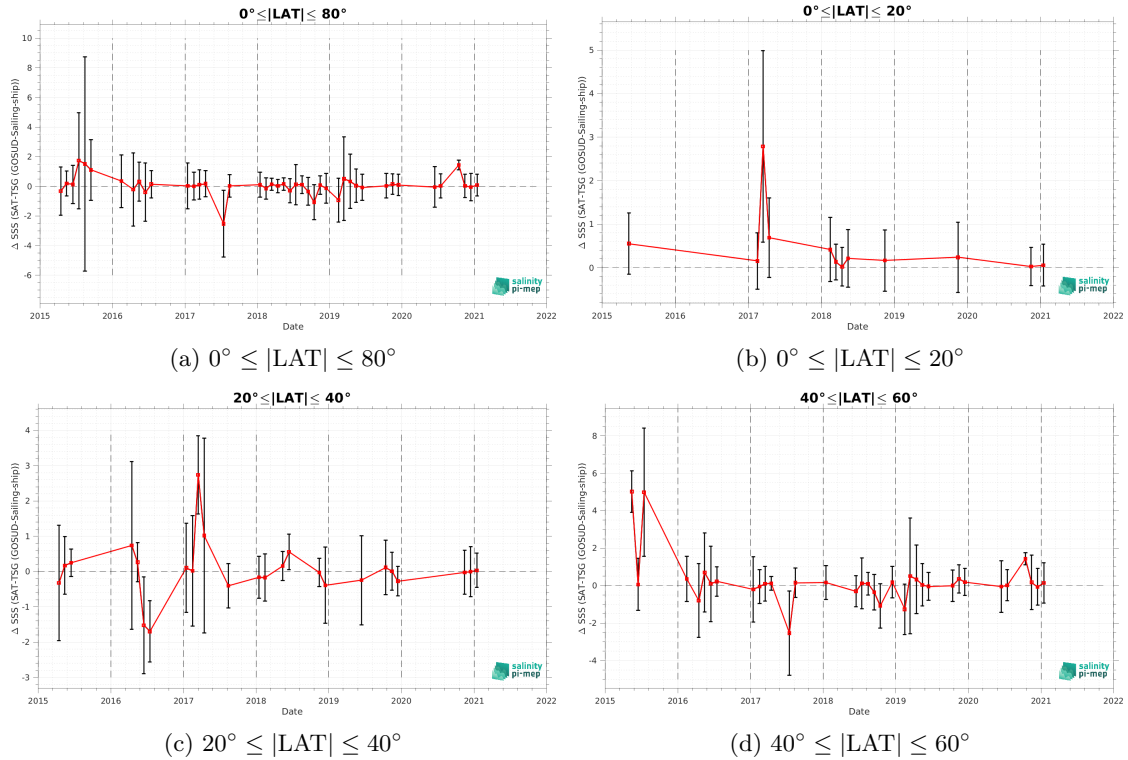 0°≤|LAT|≤ 80°
Δ SSS (SAT-TSG (GOSUD-Sailing-ship))
10
8
6
4
2
0
-2
-4
-6
2015 2016 2017 2018 2019 2020 2021 2022
Date
salinity
pi-mep
(a) 0° ≤ |LAT| ≤ 80°
0°≤|LAT|≤ 20°
Δ SSS (SAT-TSG (GOSUD-Sailing-ship))
5
4
3
2
1
0
2015 2016 2017 2018 2019 2020 2021 2022
Date
salinity
pi-mep
(b) 0° ≤ |LAT| ≤ 20°
20°≤|LAT|≤ 40°
Δ SSS (SAT-TSG (GOSUD-Sailing-ship))
4
3
2
1
0
-1
-2
-3
2015 2016 2017 2018 2019 2020 2021 2022
Date
salinity
pi-mep
(c) 20° ≤ |LAT| ≤ 40°
40°≤|LAT|≤ 60°
Δ SSS (SAT-TSG (GOSUD-Sailing-ship))
8
6
4
2
0
-2
-4
2015 2016 2017 2018 2019 2020 2021 2022
Date
salinity
pi-mep
(d) 40° ≤ |LAT| ≤ 60°